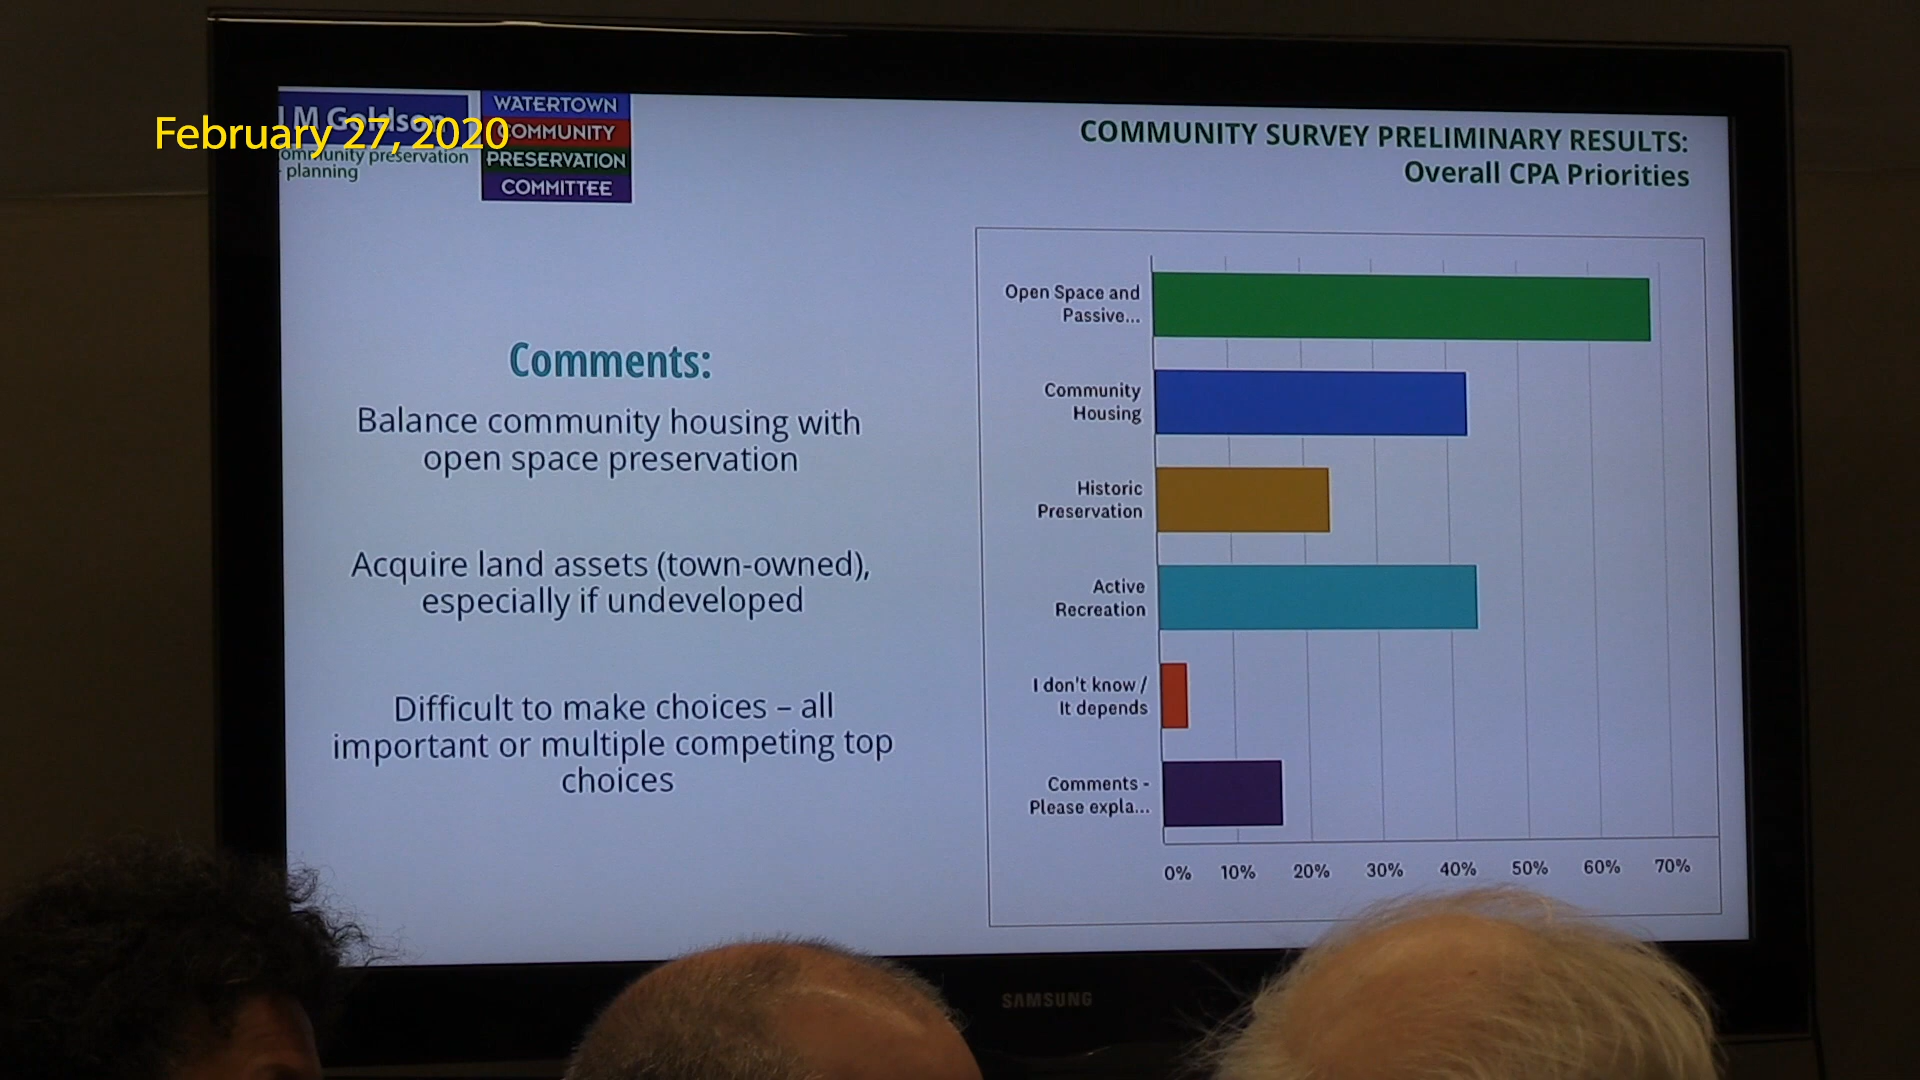 J M Goldson
community preservation
+ planning
February 27, 2020
WATERTOWN
COMMUNITY
PRESERVATION
COMMITTEE
COMMUNITY SURVEY PRELIMINARY RESULTS:
Overall CPA Priorities
Comments:
Balance community housing with
open space preservation
Acquire land assets (town-owned),
especially if undeveloped
Difficult to make choices – all
important or multiple competing top
choices
Open Space and
Passive...
Community
Housing
Historic
Preservation
Active
Recreation
I don't know /
It depends
Comments -
Please expla...
0% 10% 20% 30% 40% 50% 60% 70%
SAMSUNG